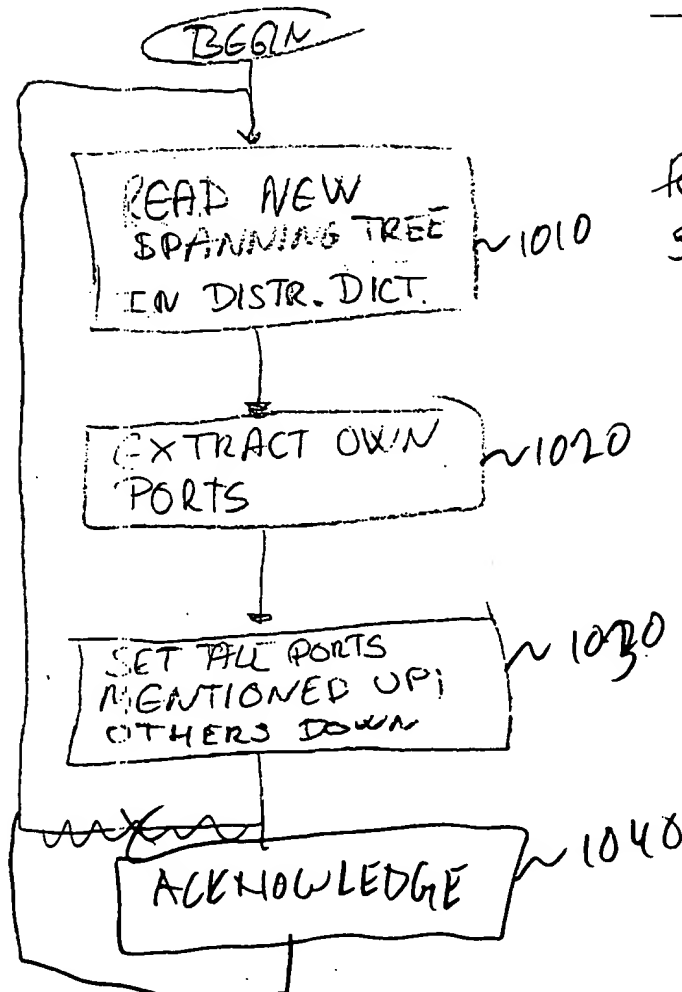 BEGIN
READ NEW
SPANNING TREE
IN DISTR. DICT.
~1010
EXTRACT OWN
PORTS
~1020
SET ALL PORTS
MENTIONED UP;
OTHERS DOWN
~1030
ACKNOWLEDGE
~1040